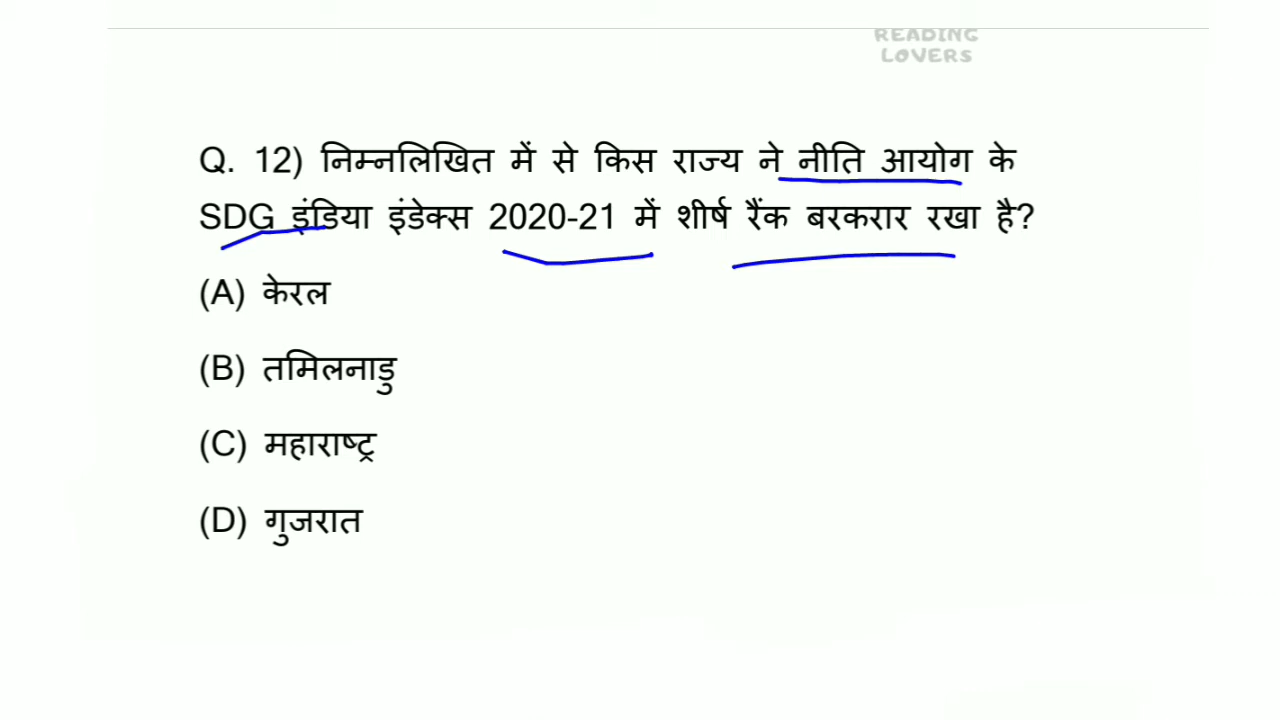 READING
LOVERS
Q. 12) निम्नलिखित में से किस राज्य ने नीति आयोग के
SDG इंडिया इंडेक्स 2020-21 में शीर्ष रैंक बरकरार रखा है?
(A) केरल
(B) तमिलनाडु
(C) महाराष्ट्र
(D) गुजरात